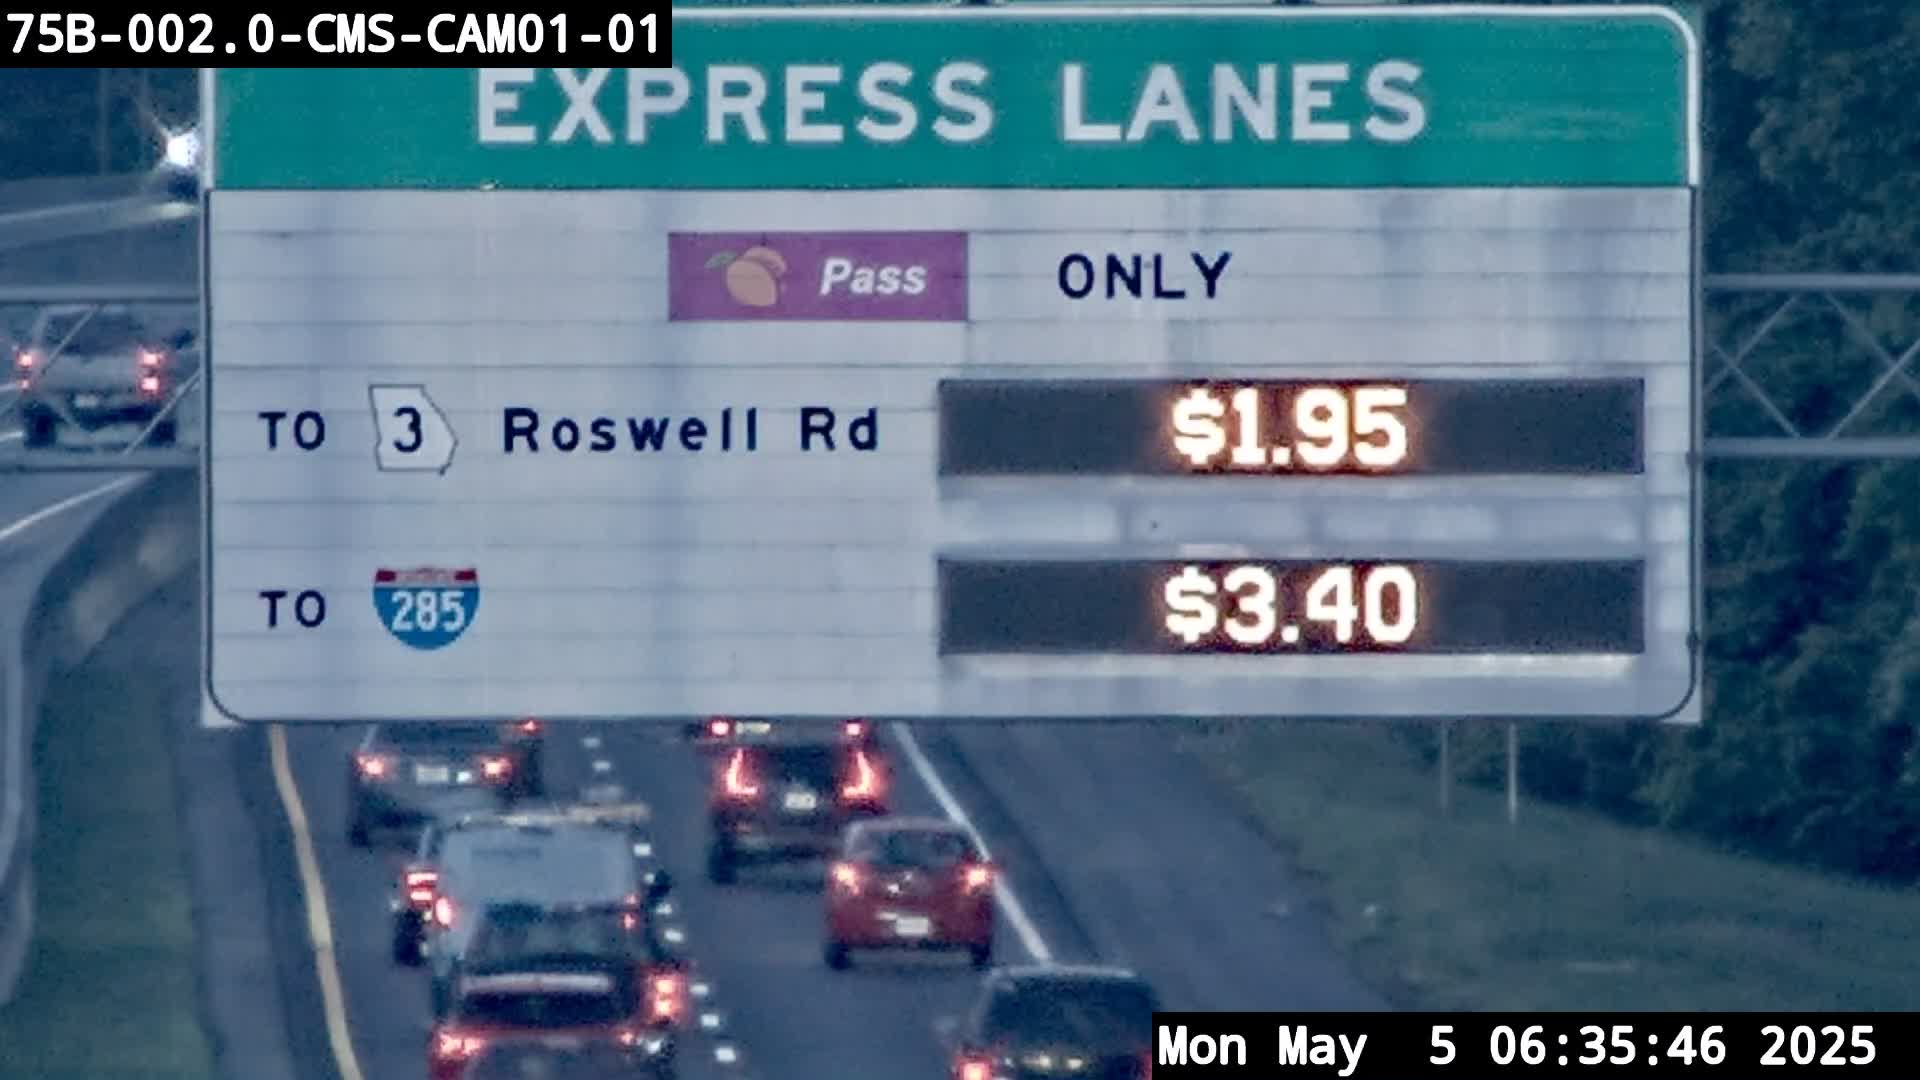 75B-002.0-CMS-CAM01-01
EXPRESS LANES
Pass ONLY
TO 3 Roswell Rd $1.95
TO 285 $3.40
Mon May 5 06:35:46 2025